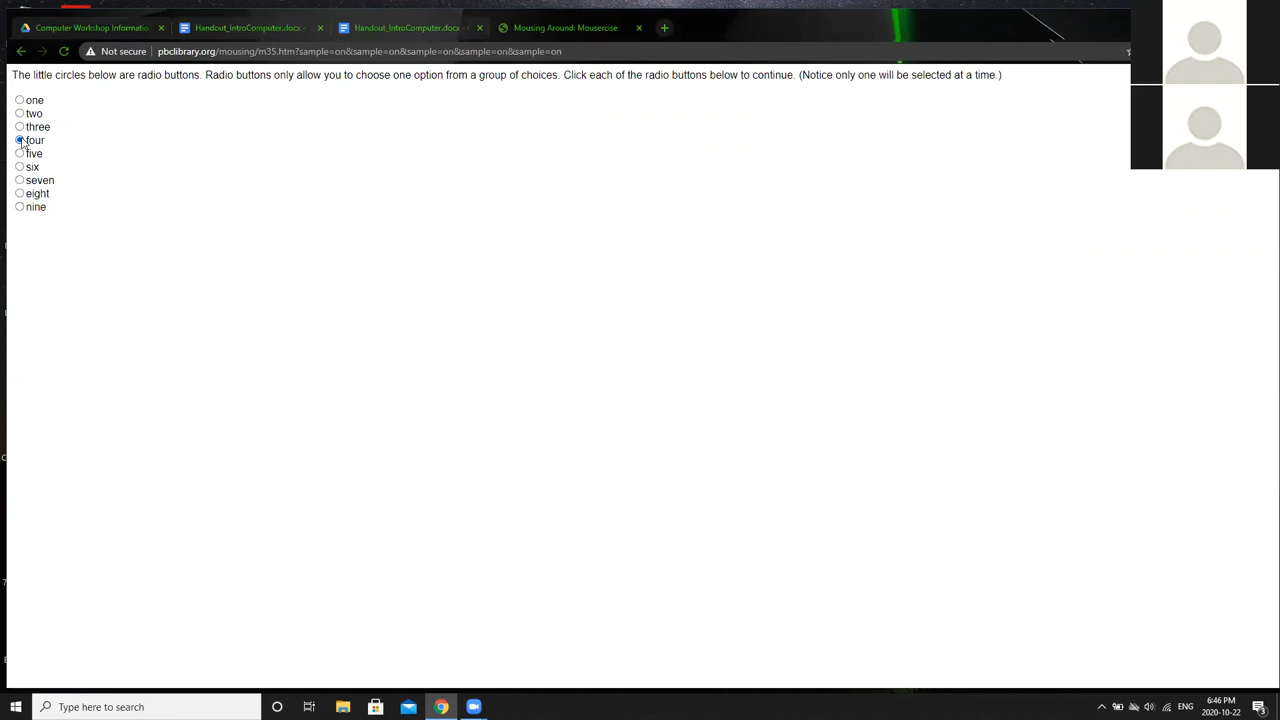 Computer Workshop Informatio
Handout_IntroComputer.docx -
Handout_IntroComputer.docx -
Mousing Around: Mousercise
Not secure
pbclibrary.org/mousing/m35.htm?sample=on&sample=on&sample=on&sample=on&sample=on
The little circles below are radio buttons. Radio buttons only allow you to choose one option from a group of choices. Click each of the radio buttons below to continue. (Notice only one will be selected at a time.)
one
two
three
four
five
six
seven
eight
nine
Type here to search
ENG
6:46 PM
2020-10-22
3